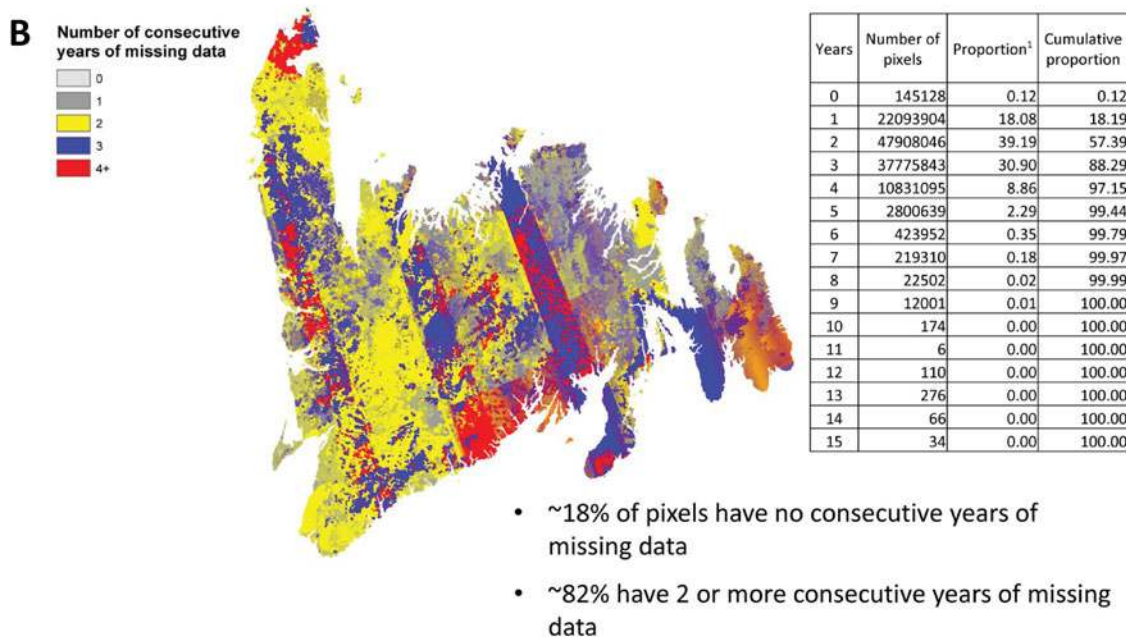 B
Number of consecutive
years of missing data
0
1
2
3
4+
Years Number of pixels Proportion¹ Cumulative proportion
0 145128 0.12 0.12
1 22093904 18.08 18.19
2 47908046 39.19 57.39
3 37775843 30.90 88.29
4 10831095 8.86 97.15
5 2800639 2.29 99.44
6 423952 0.35 99.79
7 219310 0.18 99.97
8 22502 0.02 99.99
9 12001 0.01 100.00
10 174 0.00 100.00
11 6 0.00 100.00
12 110 0.00 100.00
13 276 0.00 100.00
14 66 0.00 100.00
15 34 0.00 100.00
• ~18% of pixels have no consecutive years of
missing data
• ~82% have 2 or more consecutive years of missing
data